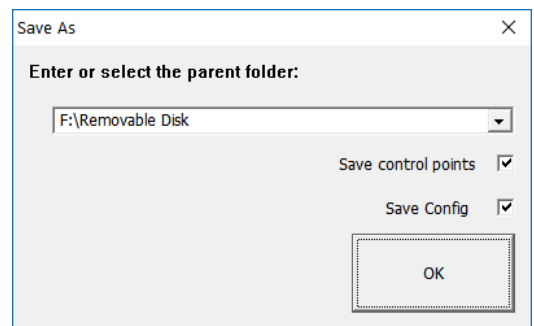 Save As
Enter or select the parent folder:
F:\Removable Disk
Save control points
Save Config
OK